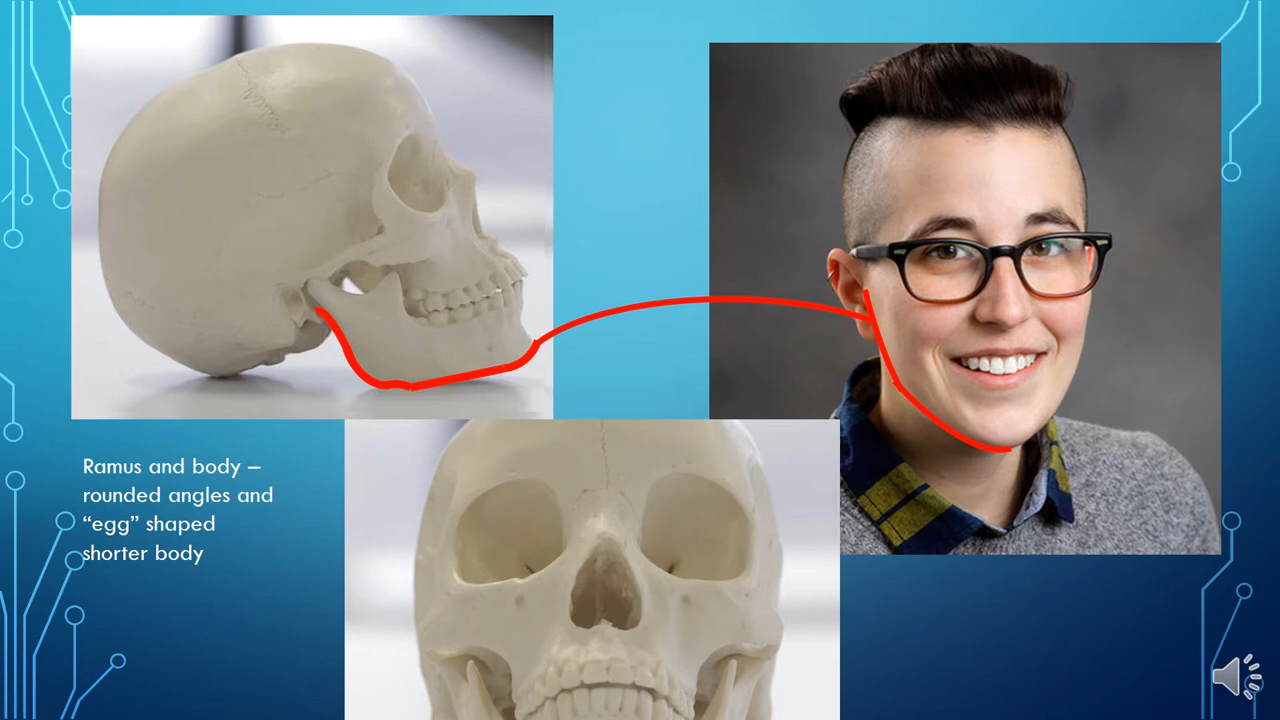 Ramus and body –
rounded angles and
“egg” shaped
shorter body